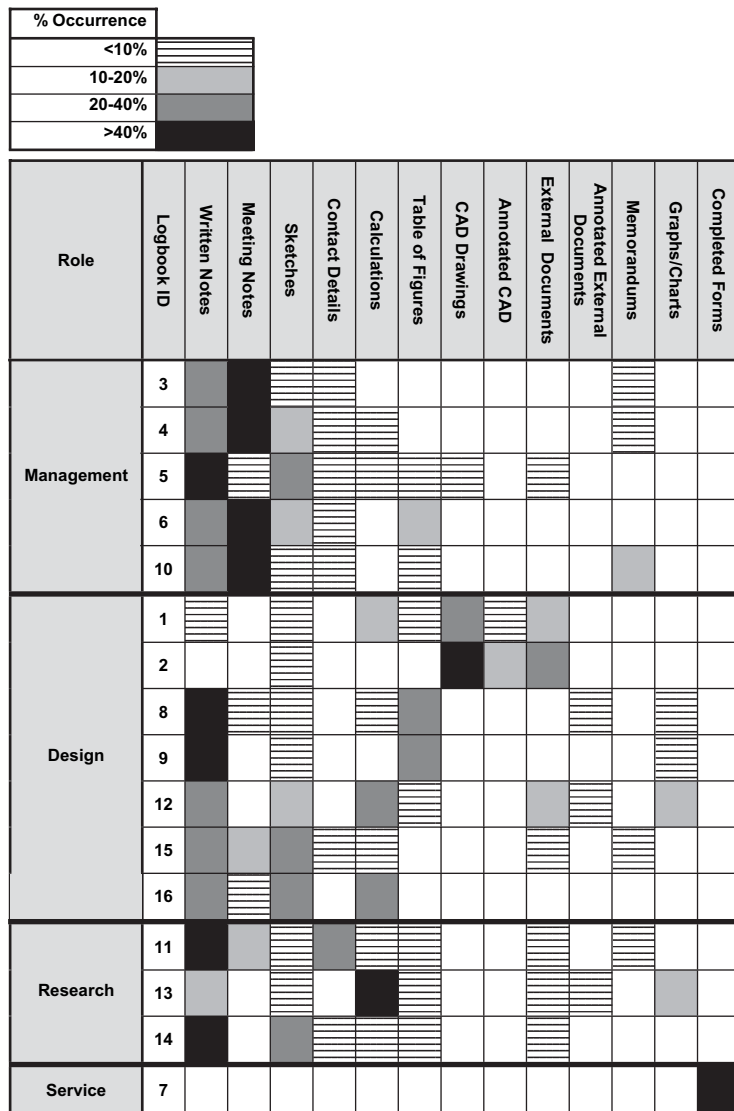 % Occurrence
<10%
10-20%
20-40%
>40%
Role
Logbook ID
Written Notes
Meeting Notes
Sketches
Contact Details
Calculations
Table of Figures
CAD Drawings
Annotated CAD
External Documents
Annotated External
Documents
Memorandums
Graphs/Charts
Completed Forms
Management
3
4
5
6
10
Design
1
2
8
9
12
15
16
Research
11
13
14
Service
7